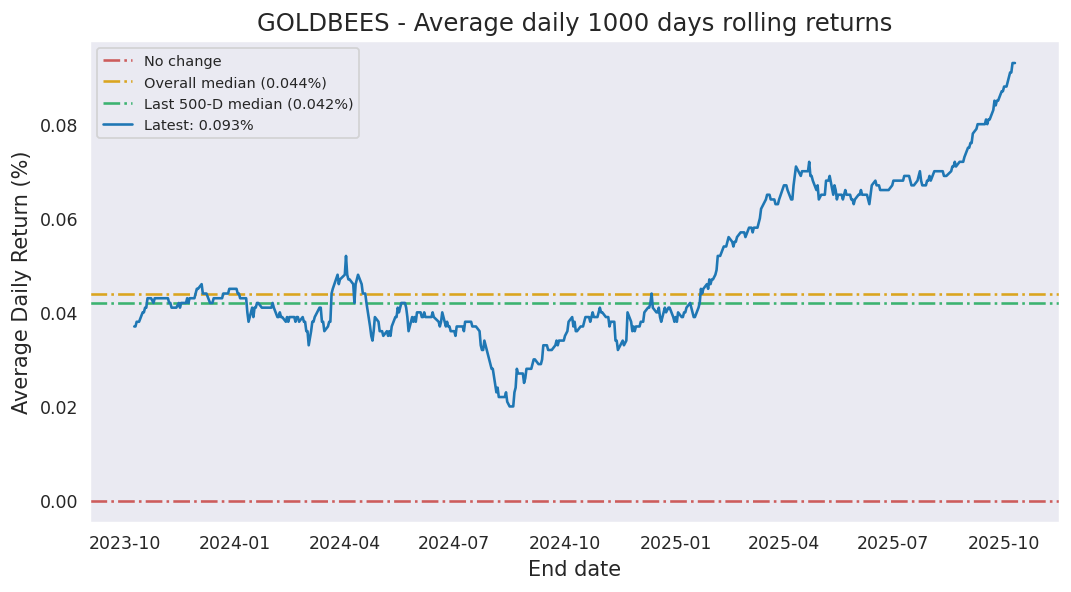 GOLDBEES - Average daily 1000 days rolling returns
No change
Overall median (0.044%)
Last 500-D median (0.042%)
Latest: 0.093%
Average Daily Return (%)
0.08
0.06
0.04
0.02
0.00
2023-10 2024-01 2024-04 2024-07 2024-10 2025-01 2025-04 2025-07 2025-10
End date